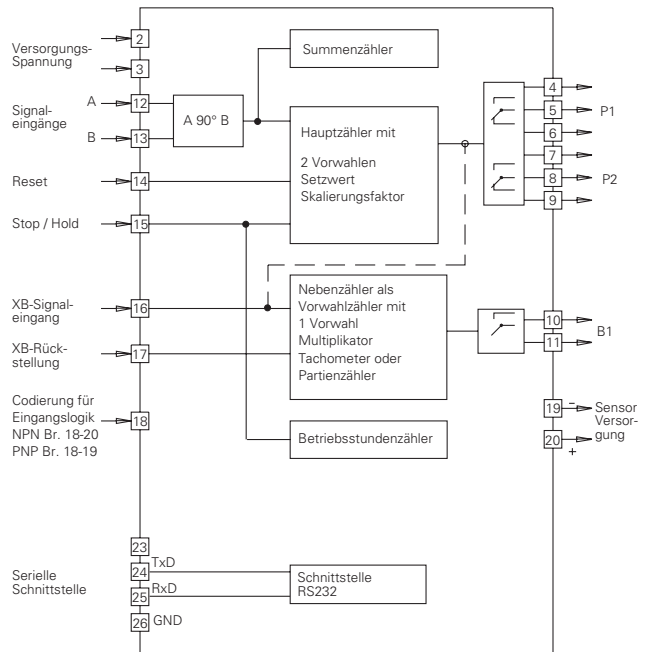 Versorgungs-
Spannung
2
3
Summenzähler
Signal-
eingänge
A
12
B
13
A 90° B
Hauptzähler mit
2 Vorwahlen
Setzwert
Skalierungsfaktor
4
5
P1
6
7
8
P2
9
Reset
14
Stop / Hold
15
XB-Signal-
eingang
16
XB-Rück-
stellung
17
Nebenzähler als
Vorwahlzähler mit
1 Vorwahl
Multiplikator
Tachometer oder
Partienzähler
10
B1
11
Codierung für
Eingangslogik
NPN Br. 18-20
PNP Br. 18-19
18
Betriebsstundenzähler
19
-
Sensor
Versor-
gung
20
+
Serielle
Schnittstelle
23
TxD
24
RxD
25
26
GND
Schnittstelle
RS232